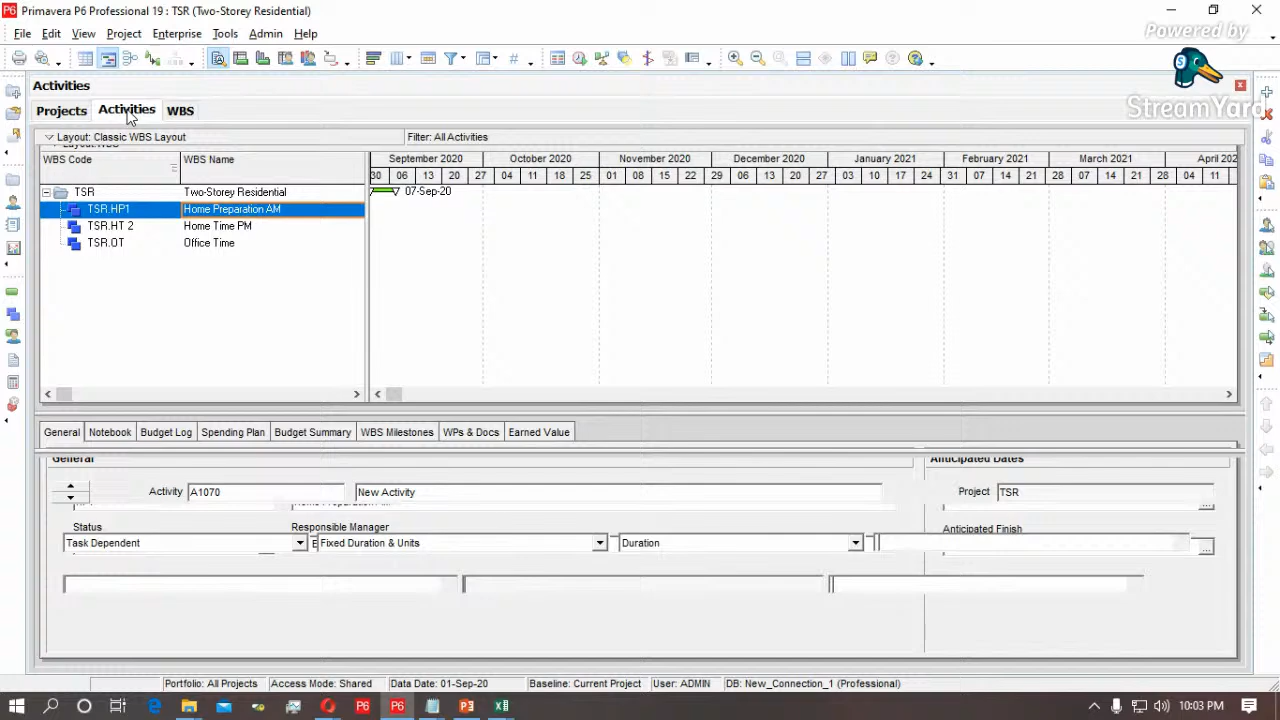 Primavera P6 Professional 19 : TSR (Two-Storey Residential)
File Edit View Project Enterprise Tools Admin Help
Powered by
StreamYard
Activities
Projects Activities WBS
Layout: Classic WBS Layout Filter: All Activities
WBS Code WBS Name
September 2020 October 2020 November 2020 December 2020 January 2021 February 2021 March 2021 April 202
30 06 13 20 27 04 11 18 25 01 08 15 22 29 06 13 20 27 03 10 17 24 31 07 14 21 28 07 14 21 28 04 11
TSR Two-Storey Residential 07-Sep-20
TSR.HP1 Home Preparation AM
TSR.HT 2 Home Time PM
TSR.OT Office Time
General Notebook Budget Log Spending Plan Budget Summary WBS Milestones WPs & Docs Earned Value
General Anticipated Dates
Activity A1070 New Activity Project TSR
Status Responsible Manager Anticipated Finish
Task Dependent Fixed Duration & Units Duration
Portfolio: All Projects Access Mode: Shared Data Date: 01-Sep-20 Baseline: Current Project User: ADMIN DB: New_Connection_1 (Professional)
10:03 PM